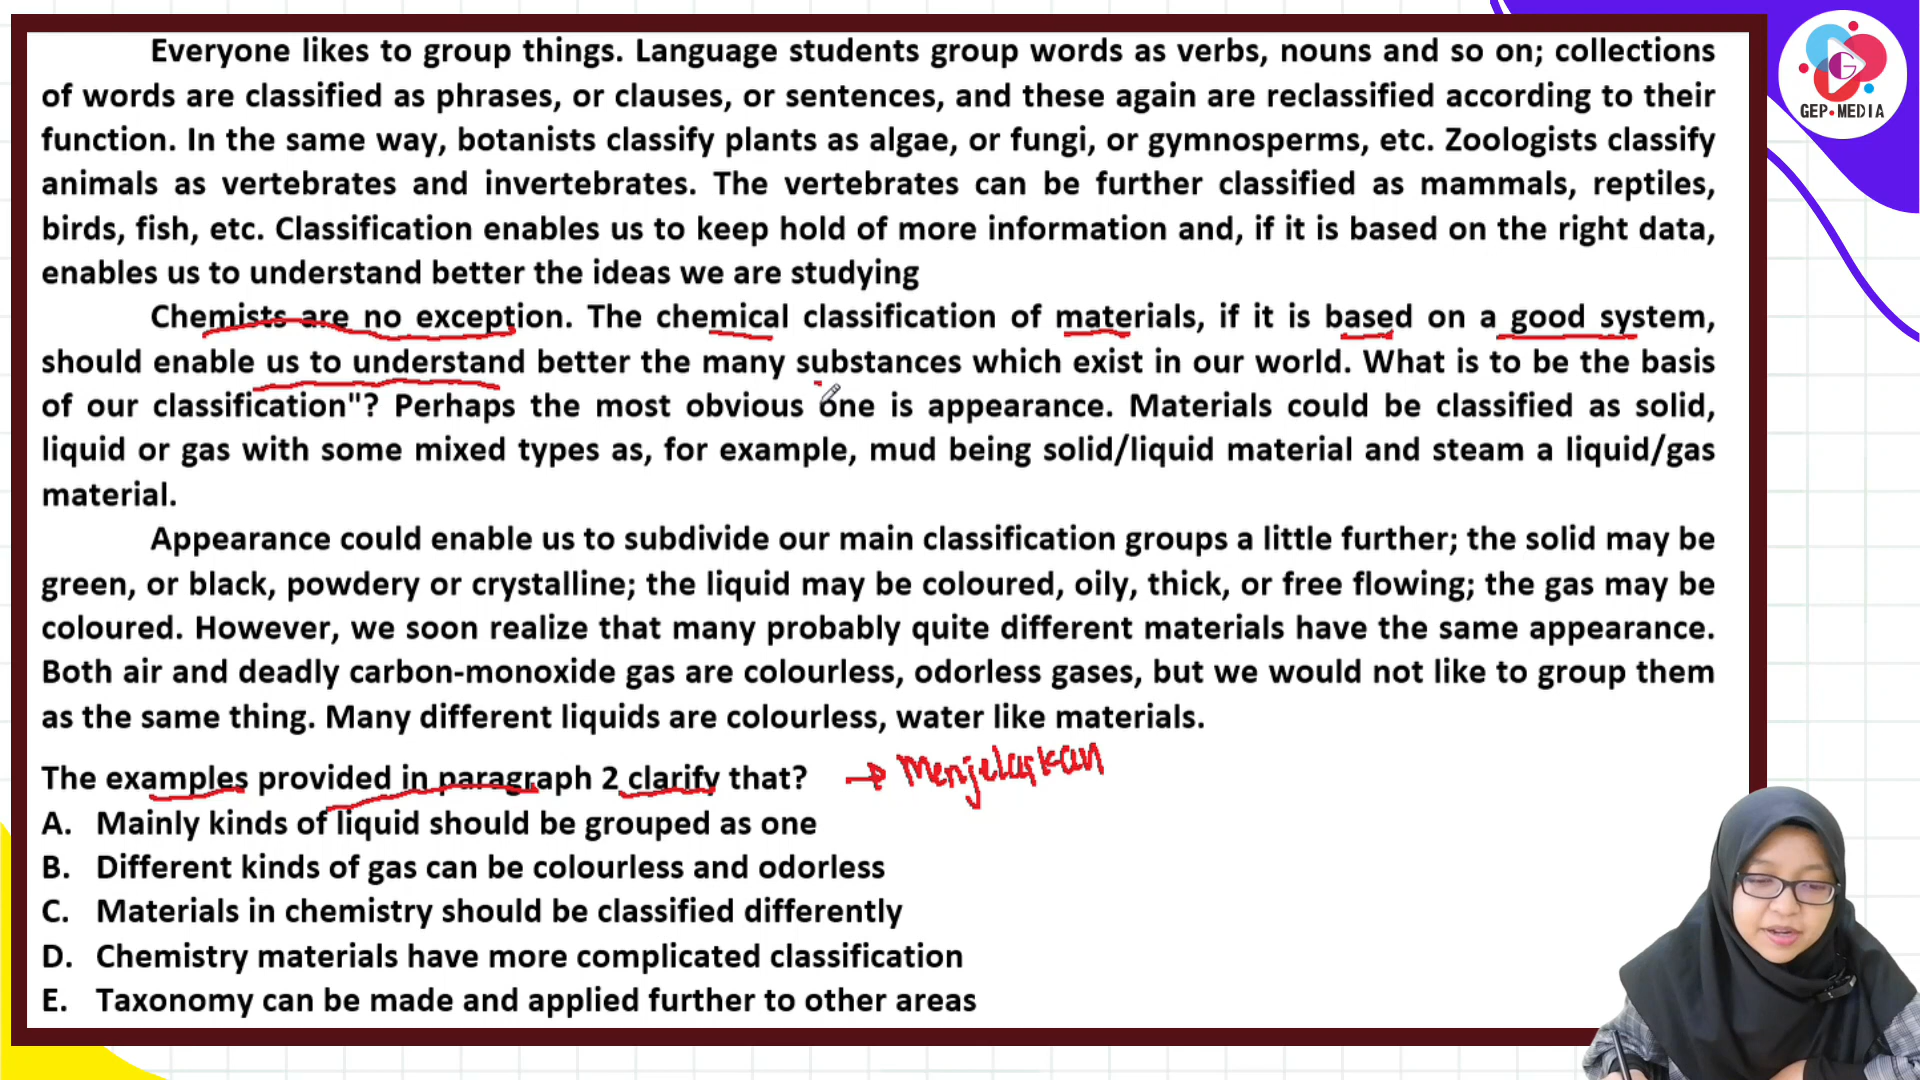 Everyone likes to group things. Language students group words as verbs, nouns and so on; collections
of words are classified as phrases, or clauses, or sentences, and these again are reclassified according to their
function. In the same way, botanists classify plants as algae, or fungi, or gymnosperms, etc. Zoologists classify
animals as vertebrates and invertebrates. The vertebrates can be further classified as mammals, reptiles,
birds, fish, etc. Classification enables us to keep hold of more information and, if it is based on the right data,
enables us to understand better the ideas we are studying
Chemists are no exception. The chemical classification of materials, if it is based on a good system,
should enable us to understand better the many substances which exist in our world. What is to be the basis
of our classification"? Perhaps the most obvious one is appearance. Materials could be classified as solid,
liquid or gas with some mixed types as, for example, mud being solid/liquid material and steam a liquid/gas
material.
Appearance could enable us to subdivide our main classification groups a little further; the solid may be
green, or black, powdery or crystalline; the liquid may be coloured, oily, thick, or free flowing; the gas may be
coloured. However, we soon realize that many probably quite different materials have the same appearance.
Both air and deadly carbon-monoxide gas are colourless, odorless gases, but we would not like to group them
as the same thing. Many different liquids are colourless, water like materials.
The examples provided in paragraph 2 clarify that? → Menjelaskan
A. Mainly kinds of liquid should be grouped as one
B. Different kinds of gas can be colourless and odorless
C. Materials in chemistry should be classified differently
D. Chemistry materials have more complicated classification
E. Taxonomy can be made and applied further to other areas
G
GEP•MEDIA